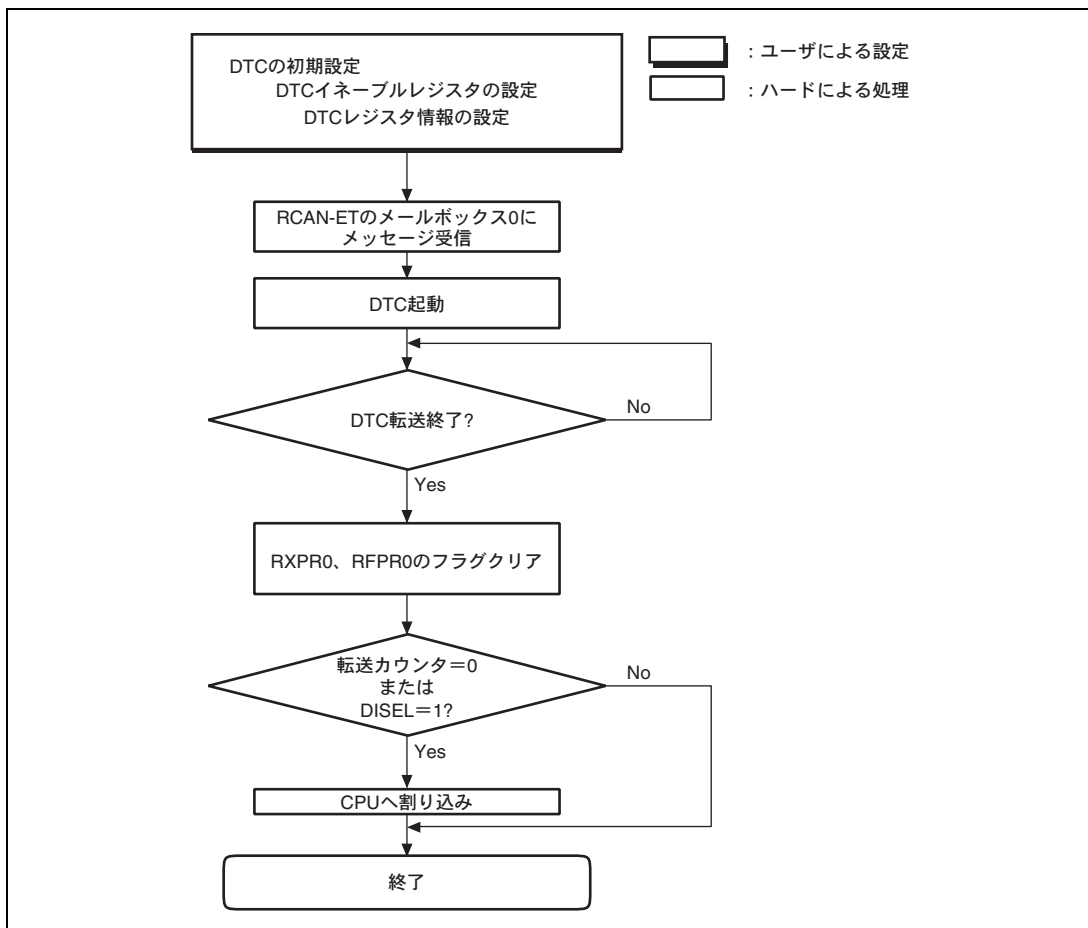 DTCの初期設定
DTCイネーブルレジスタの設定
DTCレジスタ情報の設定
：ユーザによる設定
：ハードによる処理
RCAN-ETのメールボックス0に
メッセージ受信
DTC起動
DTC転送終了?
No
Yes
RXPR0、RFPR0のフラグクリア
転送カウンタ＝0
または
DISEL＝1?
No
Yes
CPUへ割り込み
終了